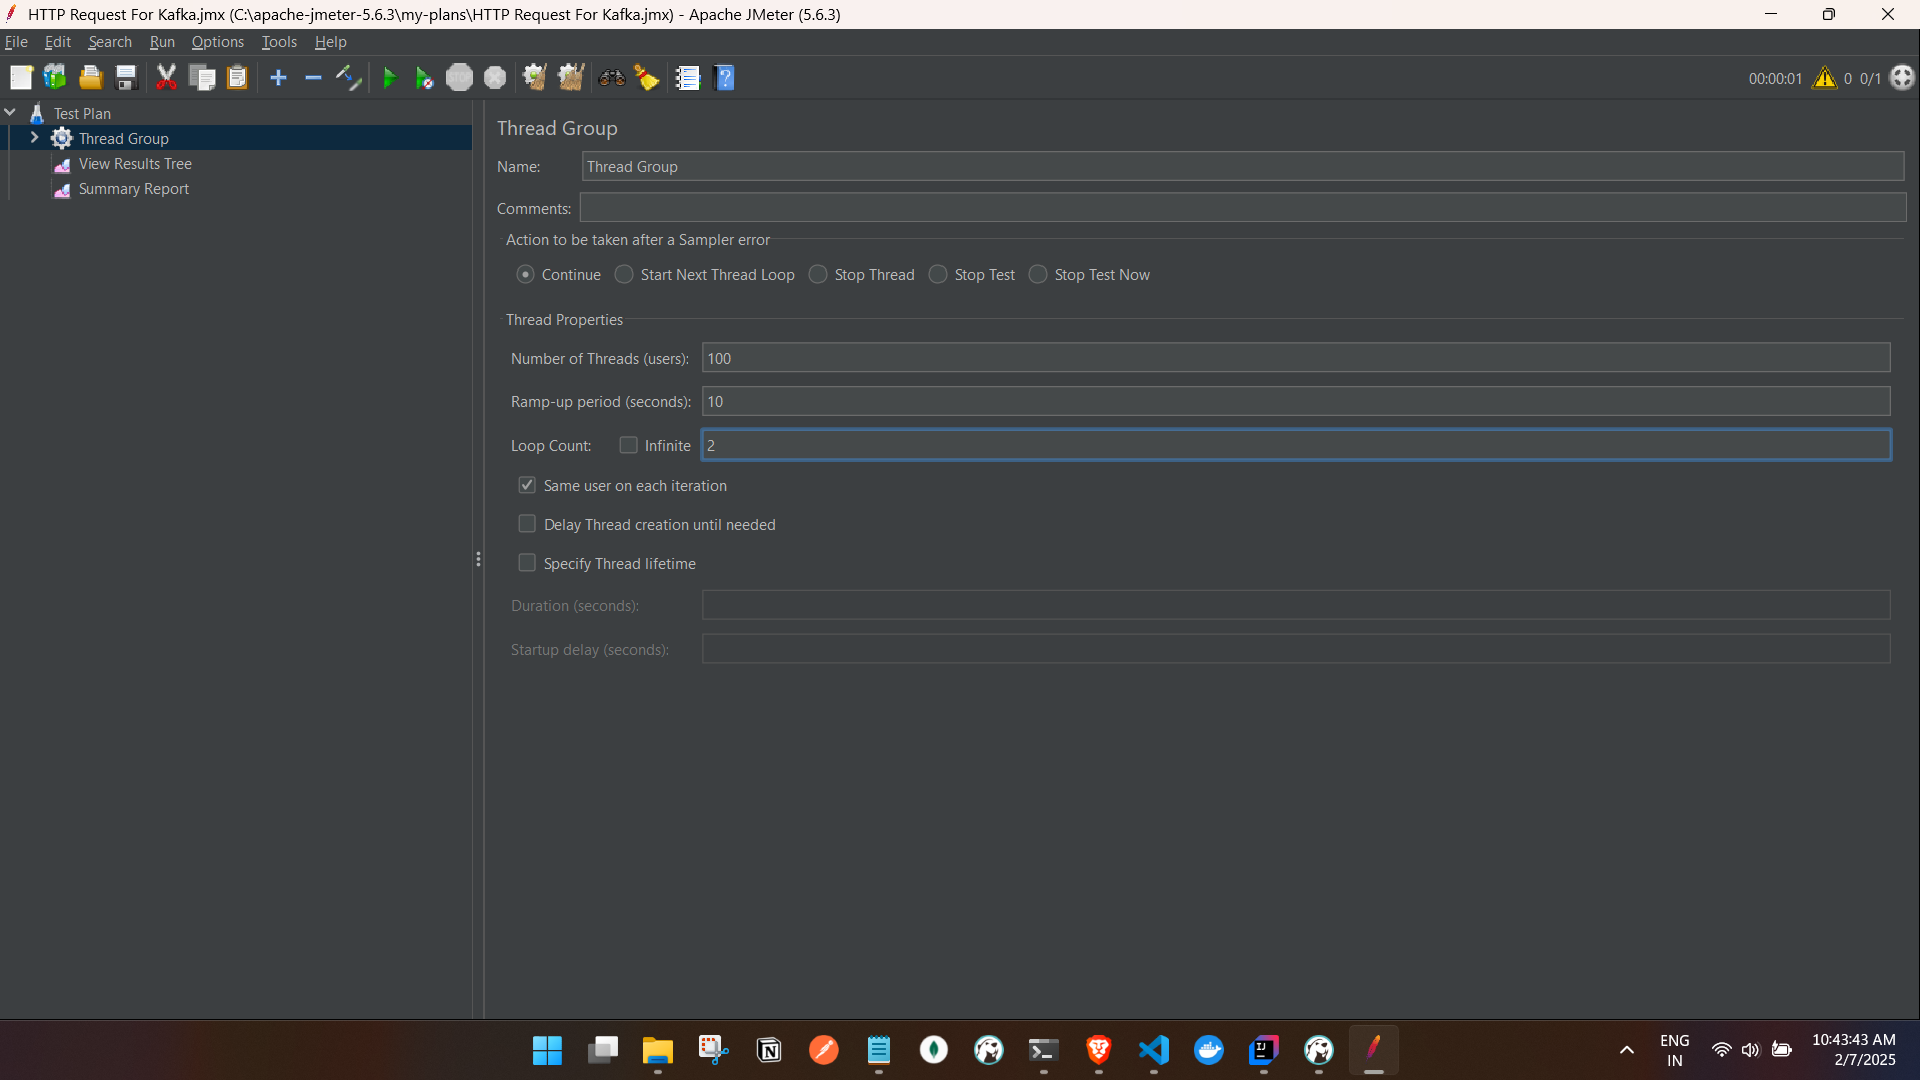 HTTP Request For Kafka.jmx (C:\apache-jmeter-5.6.3\my-plans\HTTP Request For Kafka.jmx) - Apache JMeter (5.6.3)
File Edit Search Run Options Tools Help
STOP ? 00:00:01 0 0/1
Test Plan
Thread Group
View Results Tree
Summary Report
Thread Group
Name: Thread Group
Comments:
Action to be taken after a Sampler error
Continue Start Next Thread Loop Stop Thread Stop Test Stop Test Now
Thread Properties
Number of Threads (users): 100
Ramp-up period (seconds): 10
Loop Count: Infinite 2
Same user on each iteration
Delay Thread creation until needed
Specify Thread lifetime
Duration (seconds):
Startup delay (seconds):
ENG
IN
10:43:43 AM
2/7/2025